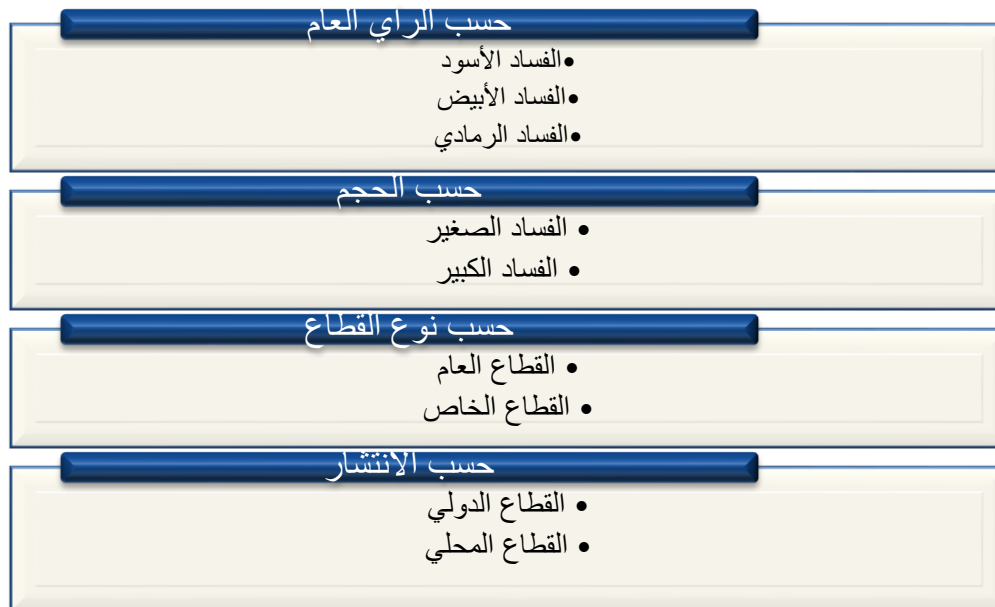 حسب الراي العام
•الفساد الأسود
•الفساد الأبيض
•الفساد الرمادي
حسب الحجم
• الفساد الصغير
• الفساد الكبير
حسب نوع القطاع
• القطاع العام
• القطاع الخاص
حسب الانتشار
• القطاع الدولي
• القطاع المحلي